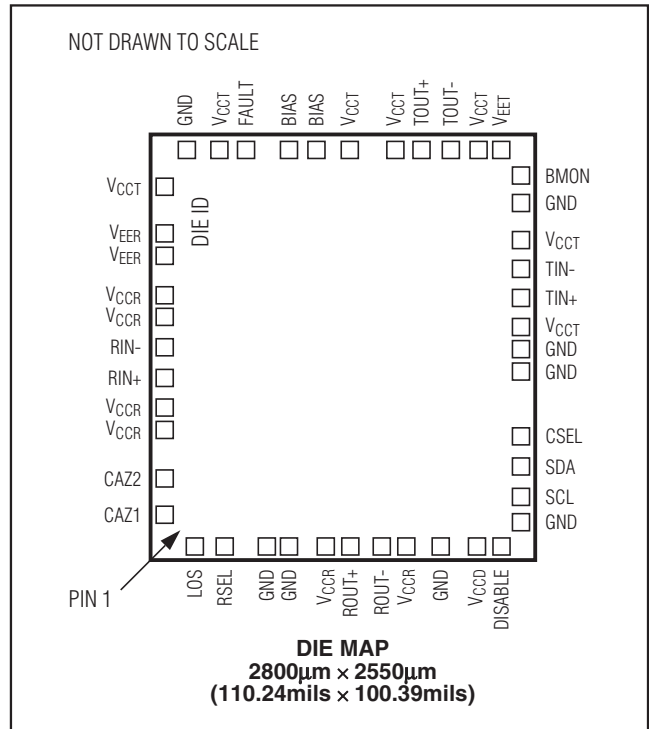 NOT DRAWN TO SCALE
GND
VCCT
FAULT
BIAS
BIAS
VCCT
VCCT
TOUT+
TOUT-
VCCT
VEET
VCCT
VEER
VEER
VCCR
VCCR
RIN-
RIN+
VCCR
VCCR
CAZ2
CAZ1
DIE ID
BMON
GND
VCCT
TIN-
TIN+
VCCT
GND
GND
CSEL
SDA
SCL
GND
PIN 1
LOS
RSEL
GND
GND
VCCR
ROUT+
ROUT-
VCCR
GND
VCCD
DISABLE
DIE MAP
2800μm × 2550μm
(110.24mils × 100.39mils)